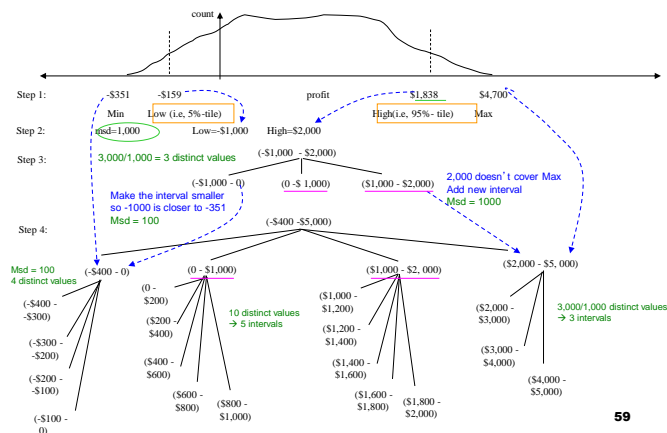 count
Step 1:
-$351
-$159
profit
$1,838
$4,700
Min
Low (i.e, 5%-tile)
High(i.e, 95%- tile)
Max
Step 2:
msd=1,000
Low=-$1,000
High=$2,000
Step 3:
3,000/1,000 = 3 distinct values
(-$1,000 - $2,000)
(-$1,000 - 0)
(0 -$ 1,000)
($1,000 - $2,000)
Make the interval smaller
so -1000 is closer to -351
Msd = 100
2,000 doesn't cover Max
Add new interval
Msd = 1000
Step 4:
(-$400 -$5,000)
Msd = 100
4 distinct values
(-$400 - 0)
(0 - $1,000)
($1,000 - $2, 000)
($2,000 - $5, 000)
(-$400 -
-$300)
(-$300 -
-$200)
(-$200 -
-$100)
(-$100 -
0)
(0 -
$200)
($200 -
$400)
($400 -
$600)
($600 -
$800)
($800 -
$1,000)
10 distinct values
→ 5 intervals
($1,000 -
$1,200)
($1,200 -
$1,400)
($1,400 -
$1,600)
($1,600 -
$1,800)
($1,800 -
$2,000)
($2,000 -
$3,000)
($3,000 -
$4,000)
($4,000 -
$5,000)
3,000/1,000 distinct values
→ 3 intervals
59